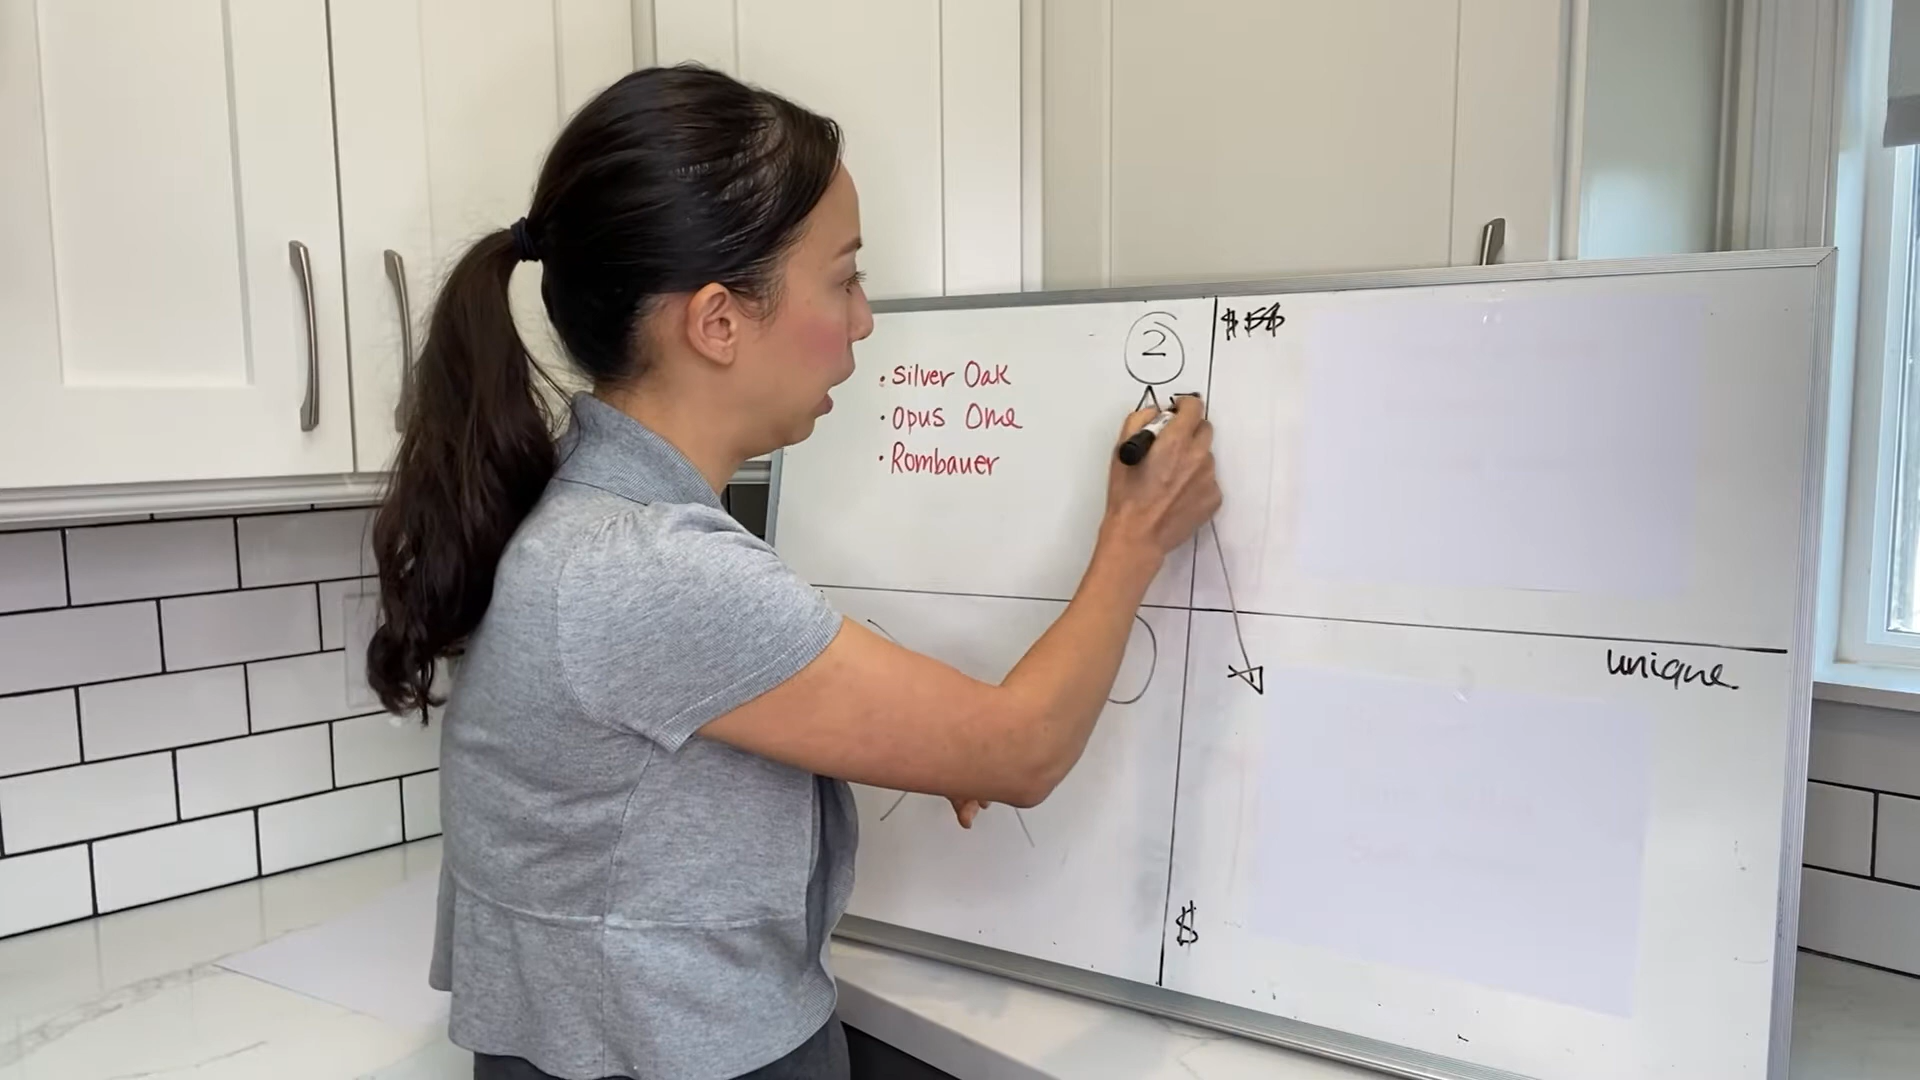 2
$$$
• Silver Oak
• Opus One
• Rombauer
unique
$